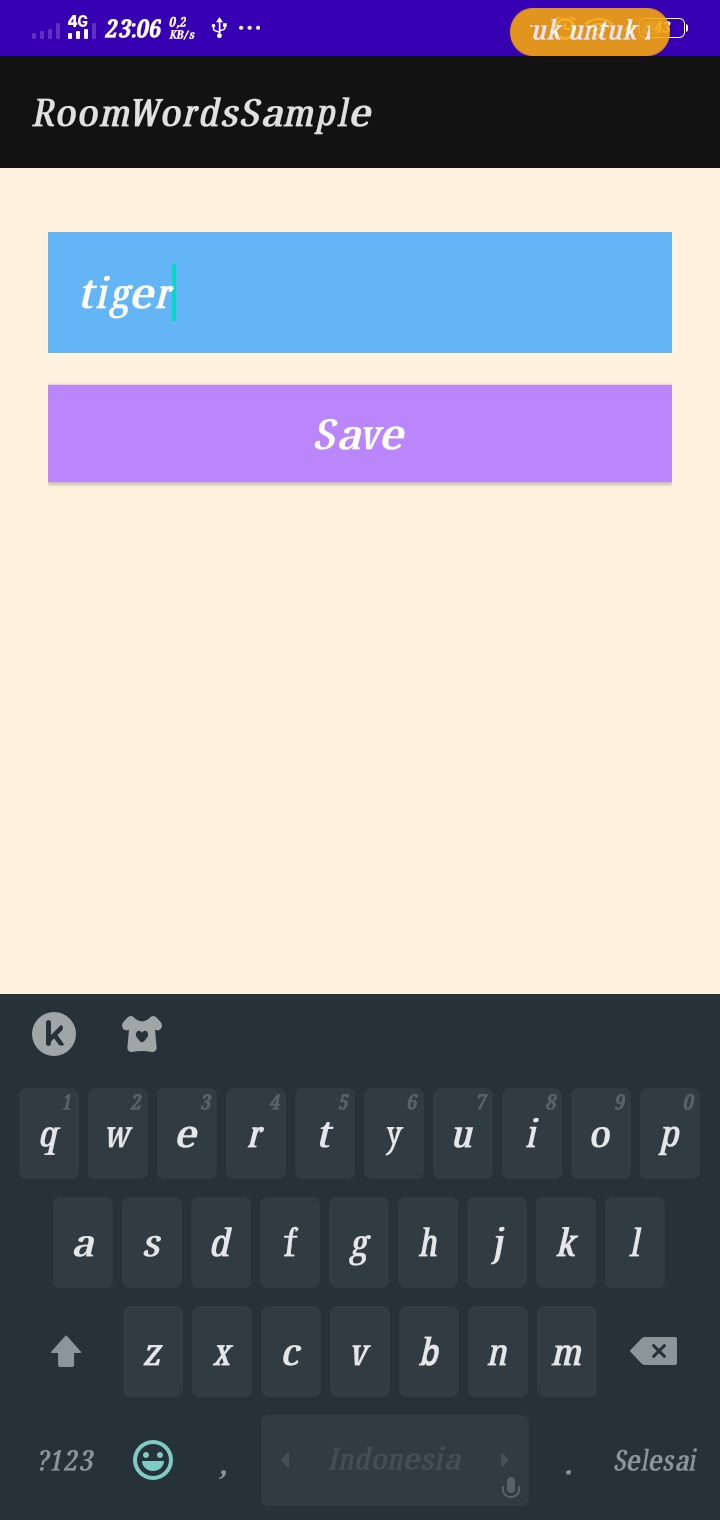 4G 23:06 0,2 KB/s uk untuk 43
RoomWordsSample
tiger
Save
k
1 2 3 4 5 6 7 8 9 0
q w e r t y u i o p
a s d f g h j k l
z x c v b n m
?123 , Indonesia . Selesai